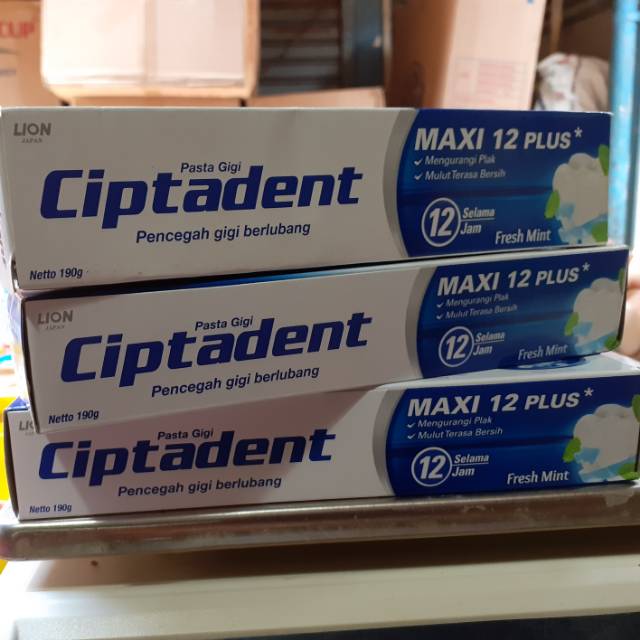 CUP
LION
JAPAN
Pasta Gigi
Ciptadent
Pencegah gigi berlubang
Netto 190g
MAXI 12 PLUS*
✓ Mengurangi Plak
✓ Mulut Terasa Bersih
12 Selama
Jam
Fresh Mint
LION
JAPAN
Pasta Gigi
Ciptadent
Pencegah gigi berlubang
Netto 190g
MAXI 12 PLUS*
✓ Mengurangi Plak
✓ Mulut Terasa Bersih
12 Selama
Jam
Fresh Mint
Pasta Gigi
Ciptadent
Pencegah gigi berlubang
Netto 190g
MAXI 12 PLUS*
✓ Mengurangi Plak
✓ Mulut Terasa Bersih
12 Selama
Jam
Fresh Mint